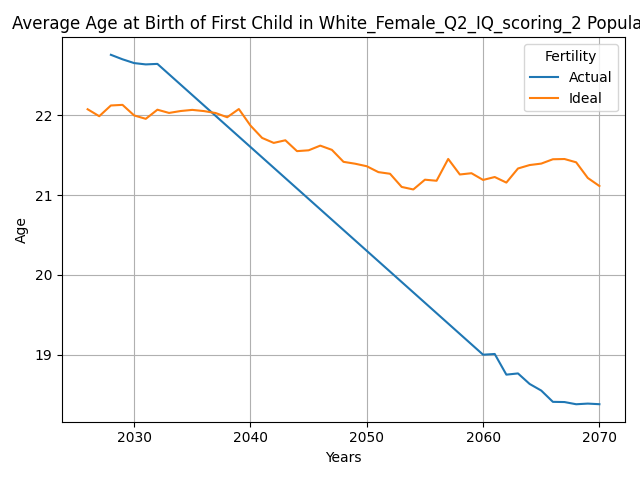 Average Age at Birth of First Child in White_Female_Q2_IQ_scoring_2 Popula
Fertility
Actual
Ideal
Age
22
21
20
19
2030 2040 2050 2060 2070
Years